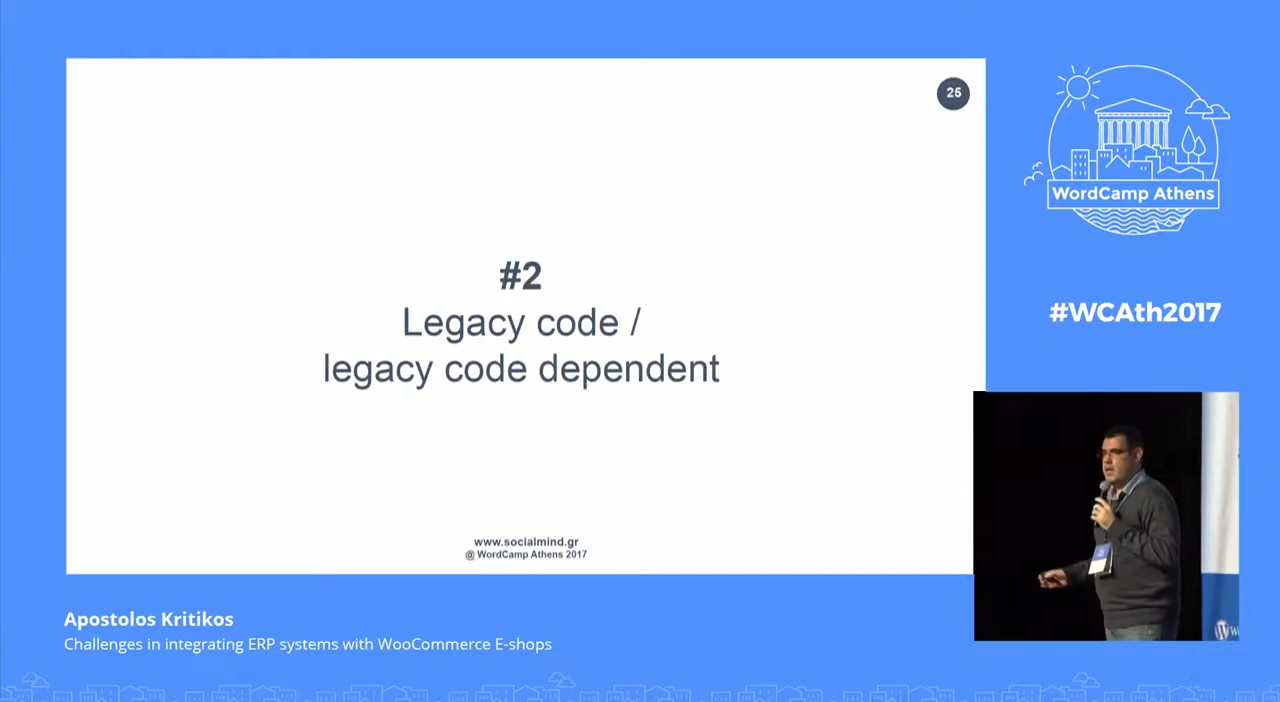 25
#2
Legacy code /
legacy code dependent
www.socialmind.gr
@ WordCamp Athens 2017
WordCamp Athens
#WCAth2017
Apostolos Kritikos
Challenges in integrating ERP systems with WooCommerce E-shops